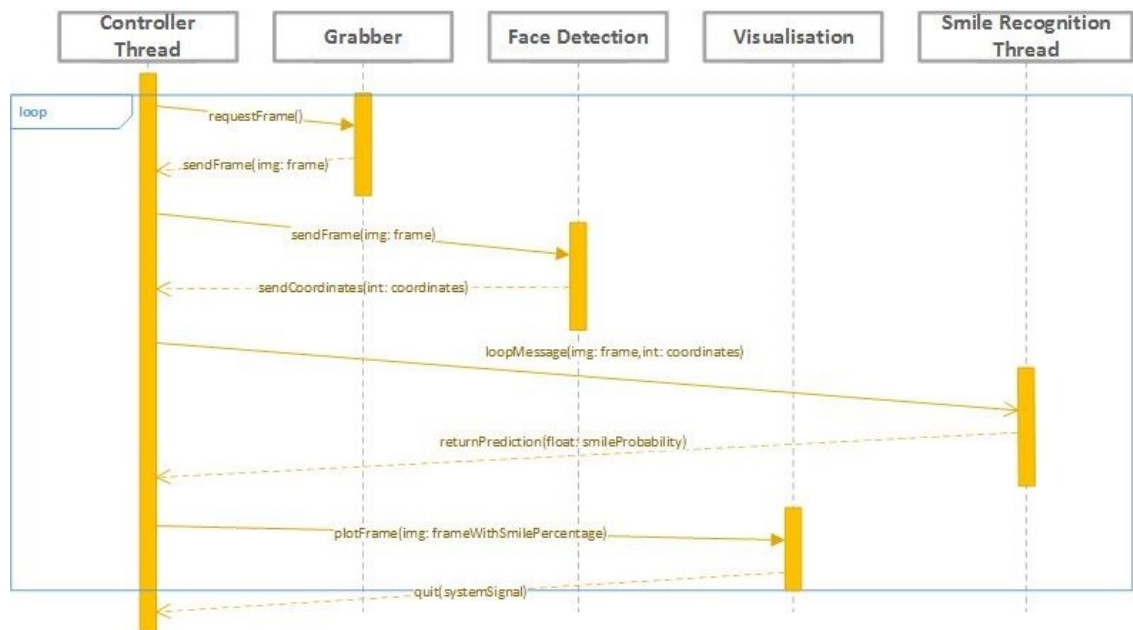 Controller
Thread
Grabber
Face Detection
Visualisation
Smile Recognition
Thread
loop
requestFrame()
sendFrame(img: frame)
sendFrame(img: frame)
sendCoordinates(int: coordinates)
loopMessage(img: frame,int: coordinates)
returnPrediction(float: smileProbability)
plotFrame(img: frameWithSmilePercentage)
quit(systemSignal)